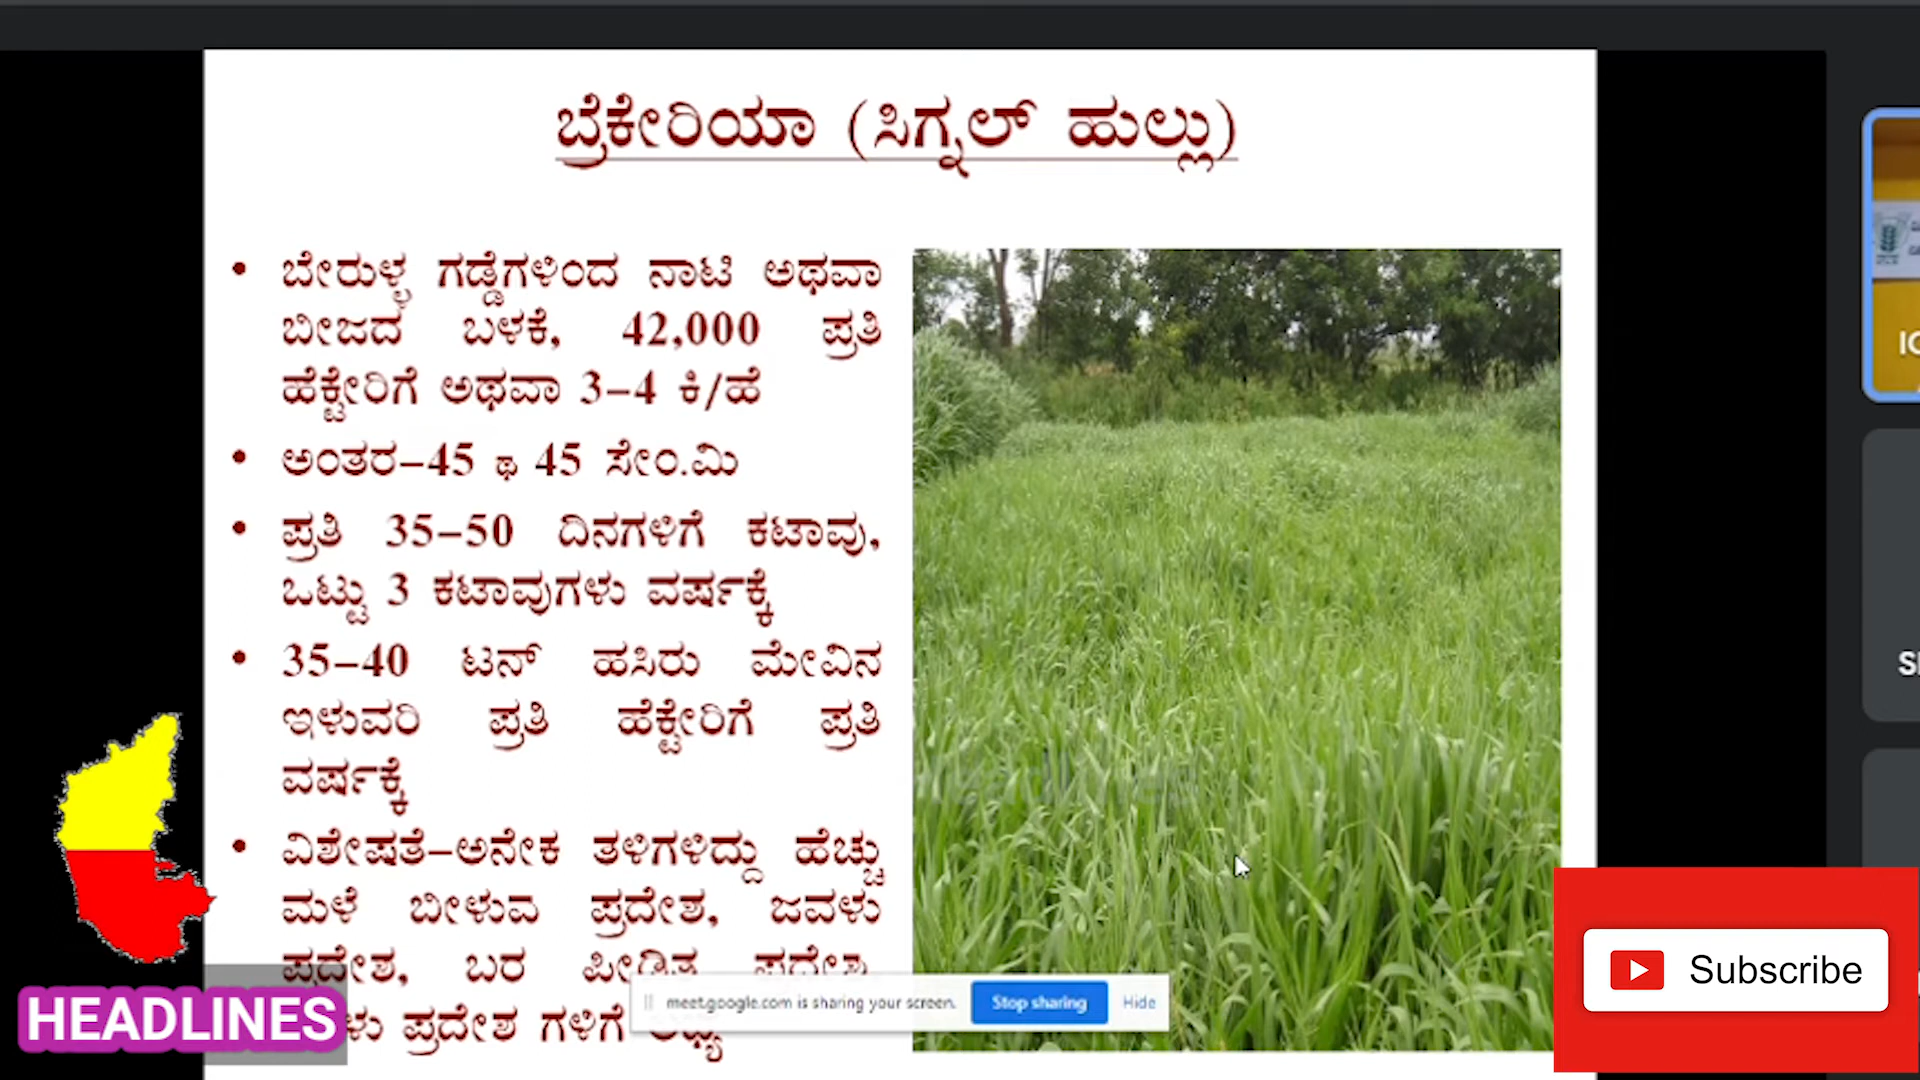 ಬ್ರೆಕೇರಿಯಾ (ಸಿಗ್ನಲ್ ಹುಲ್ಲು)
• ಬೇರುಳ್ಳ ಗಡ್ಡೆಗಳಿಂದ ನಾಟಿ ಅಥವಾ
ಬೀಜದ ಬಳಕೆ, 42,000 ಪ್ರತಿ
ಹೆಕ್ಟೇರಿಗೆ ಅಥವಾ 3–4 ಕಿ/ಹೆ
• ಅಂತರ–45 ಥ 45 ಸೇಂ.ಮಿ
• ಪ್ರತಿ 35–50 ದಿನಗಳಿಗೆ ಕಟಾವು,
ಒಟ್ಟು 3 ಕಟಾವುಗಳು ವರ್ಷಕ್ಕೆ
• 35–40 ಟನ್ ಹಸಿರು ಮೇವಿನ
ಇಳುವರಿ ಪ್ರತಿ ಹೆಕ್ಟೇರಿಗೆ ಪ್ರತಿ
ವರ್ಷಕ್ಕೆ
• ವಿಶೇಷತೆ–ಅನೇಕ ತಳಿಗಳಿದ್ದು ಹೆಚ್ಚು
ಮಳೆ ಬೀಳುವ ಪ್ರದೇಶ, ಜವಳು
ಪ್ರದೇಶ, ಬರ ಪೀಡಿತ ಪ್ರದೇಶ,
ಪ್ರದೇಶ ಗಳಿಗೆ
meet.google.com is sharing your screen.
Stop sharing
Hide
HEADLINES
Subscribe